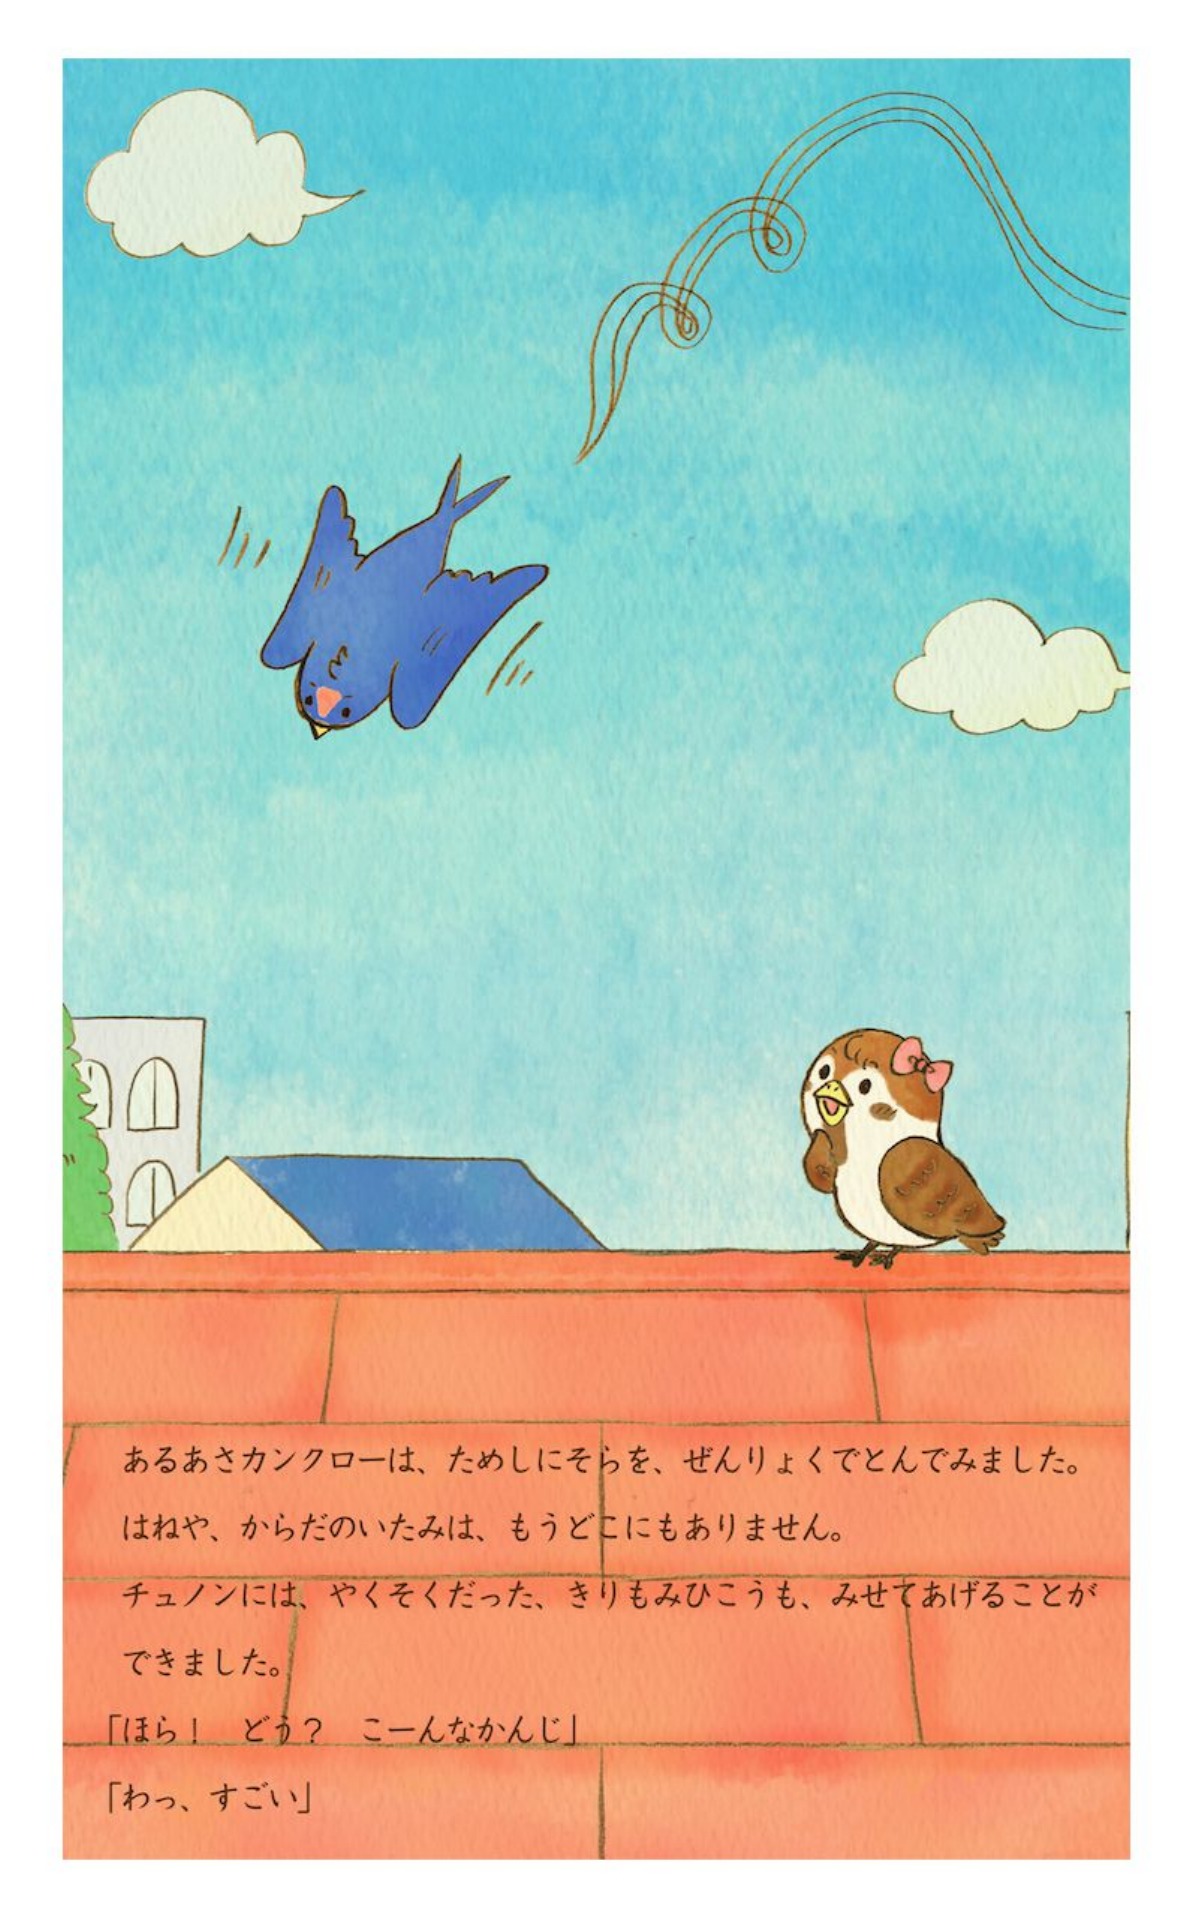 あるあさカンクローは、ためしにそらを、ぜんりょくでとんでみました。
はねや、からだのいたみは、もうどこにもありません。
チュノンには、やくそくだった、きりもみひこうも、みせてあげることが
できました。
「ほら！　どう？　こーんなかんじ」
「わっ、すごい」